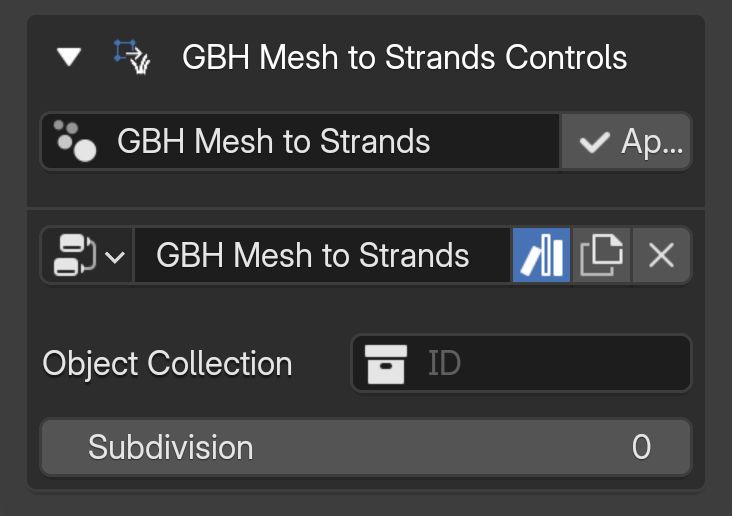 GBH Mesh to Strands Controls
GBH Mesh to Strands
Ap...
GBH Mesh to Strands
Object Collection
ID
Subdivision 0